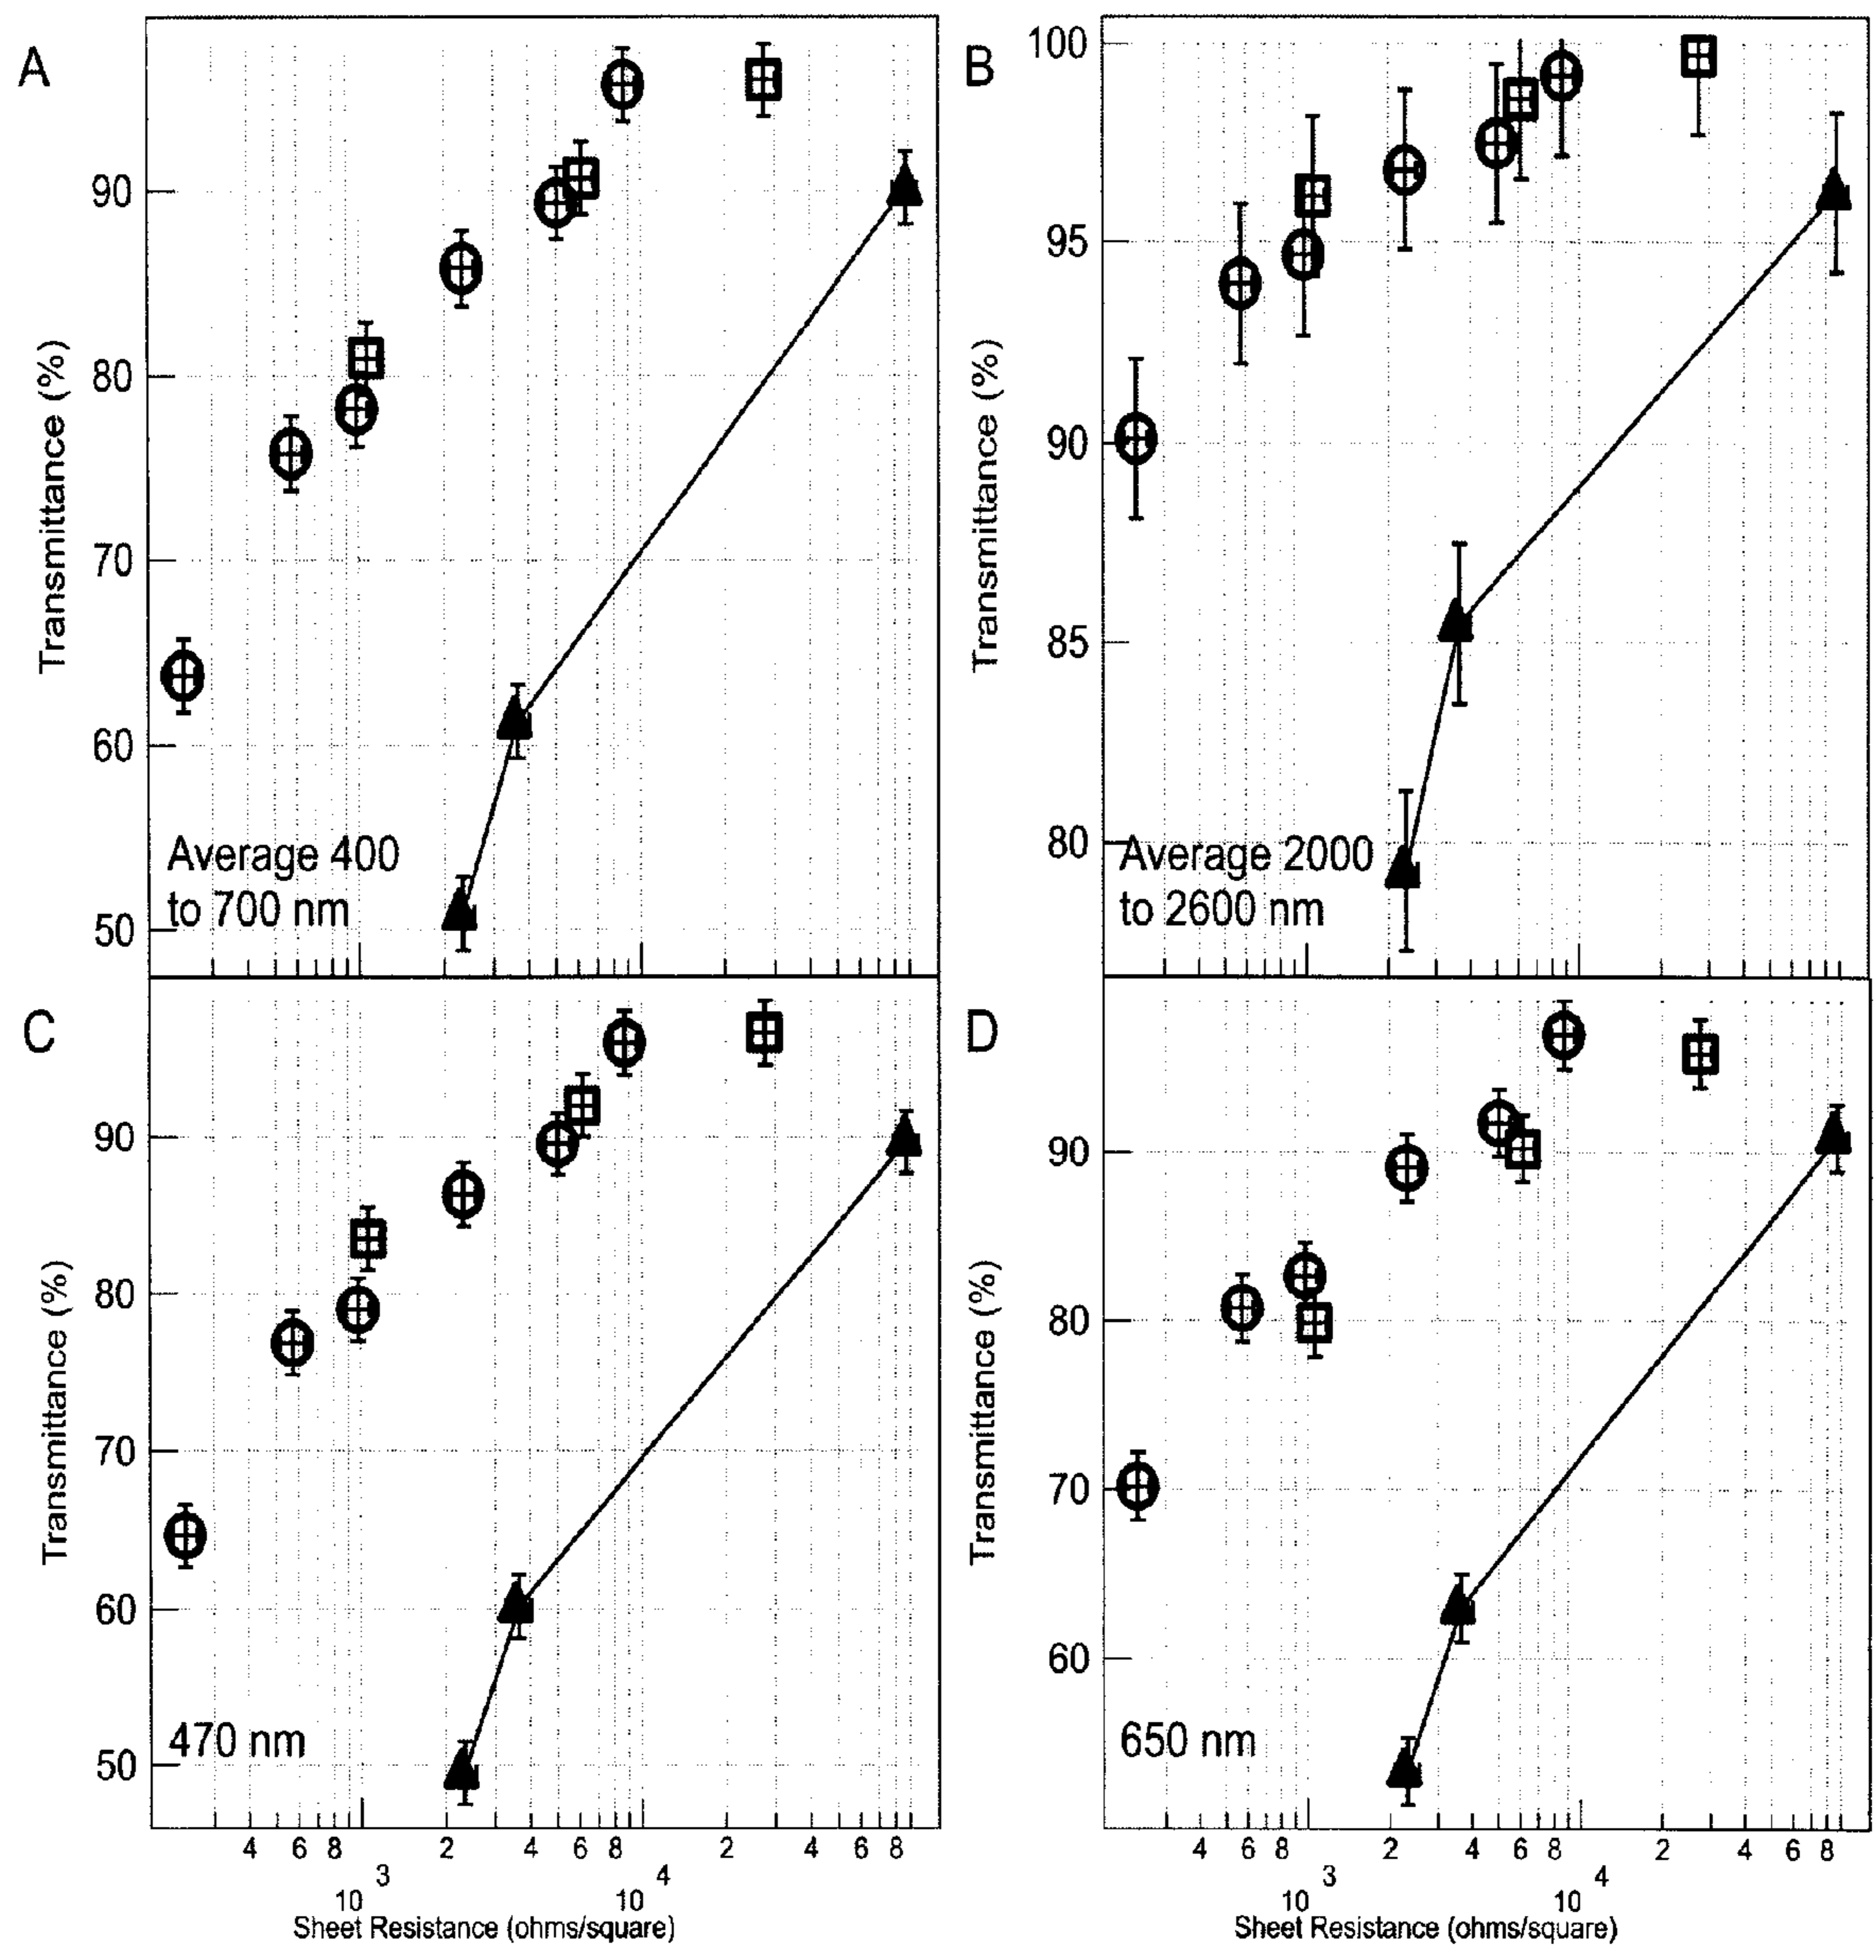 A
Transmittance (%)
90
80
70
60
50
Average 400
to 700 nm
B
Transmittance (%)
100
95
90
85
80
Average 2000
to 2600 nm
C
Transmittance (%)
90
80
70
60
50
470 nm
4 6 8 2 4 6 8 2 4 6 8
10 3 10 4
Sheet Resistance (ohms/square)
D
Transmittance (%)
90
80
70
60
650 nm
4 6 8 2 4 6 8 2 4 6 8
10 3 10 4
Sheet Resistance (ohms/square)